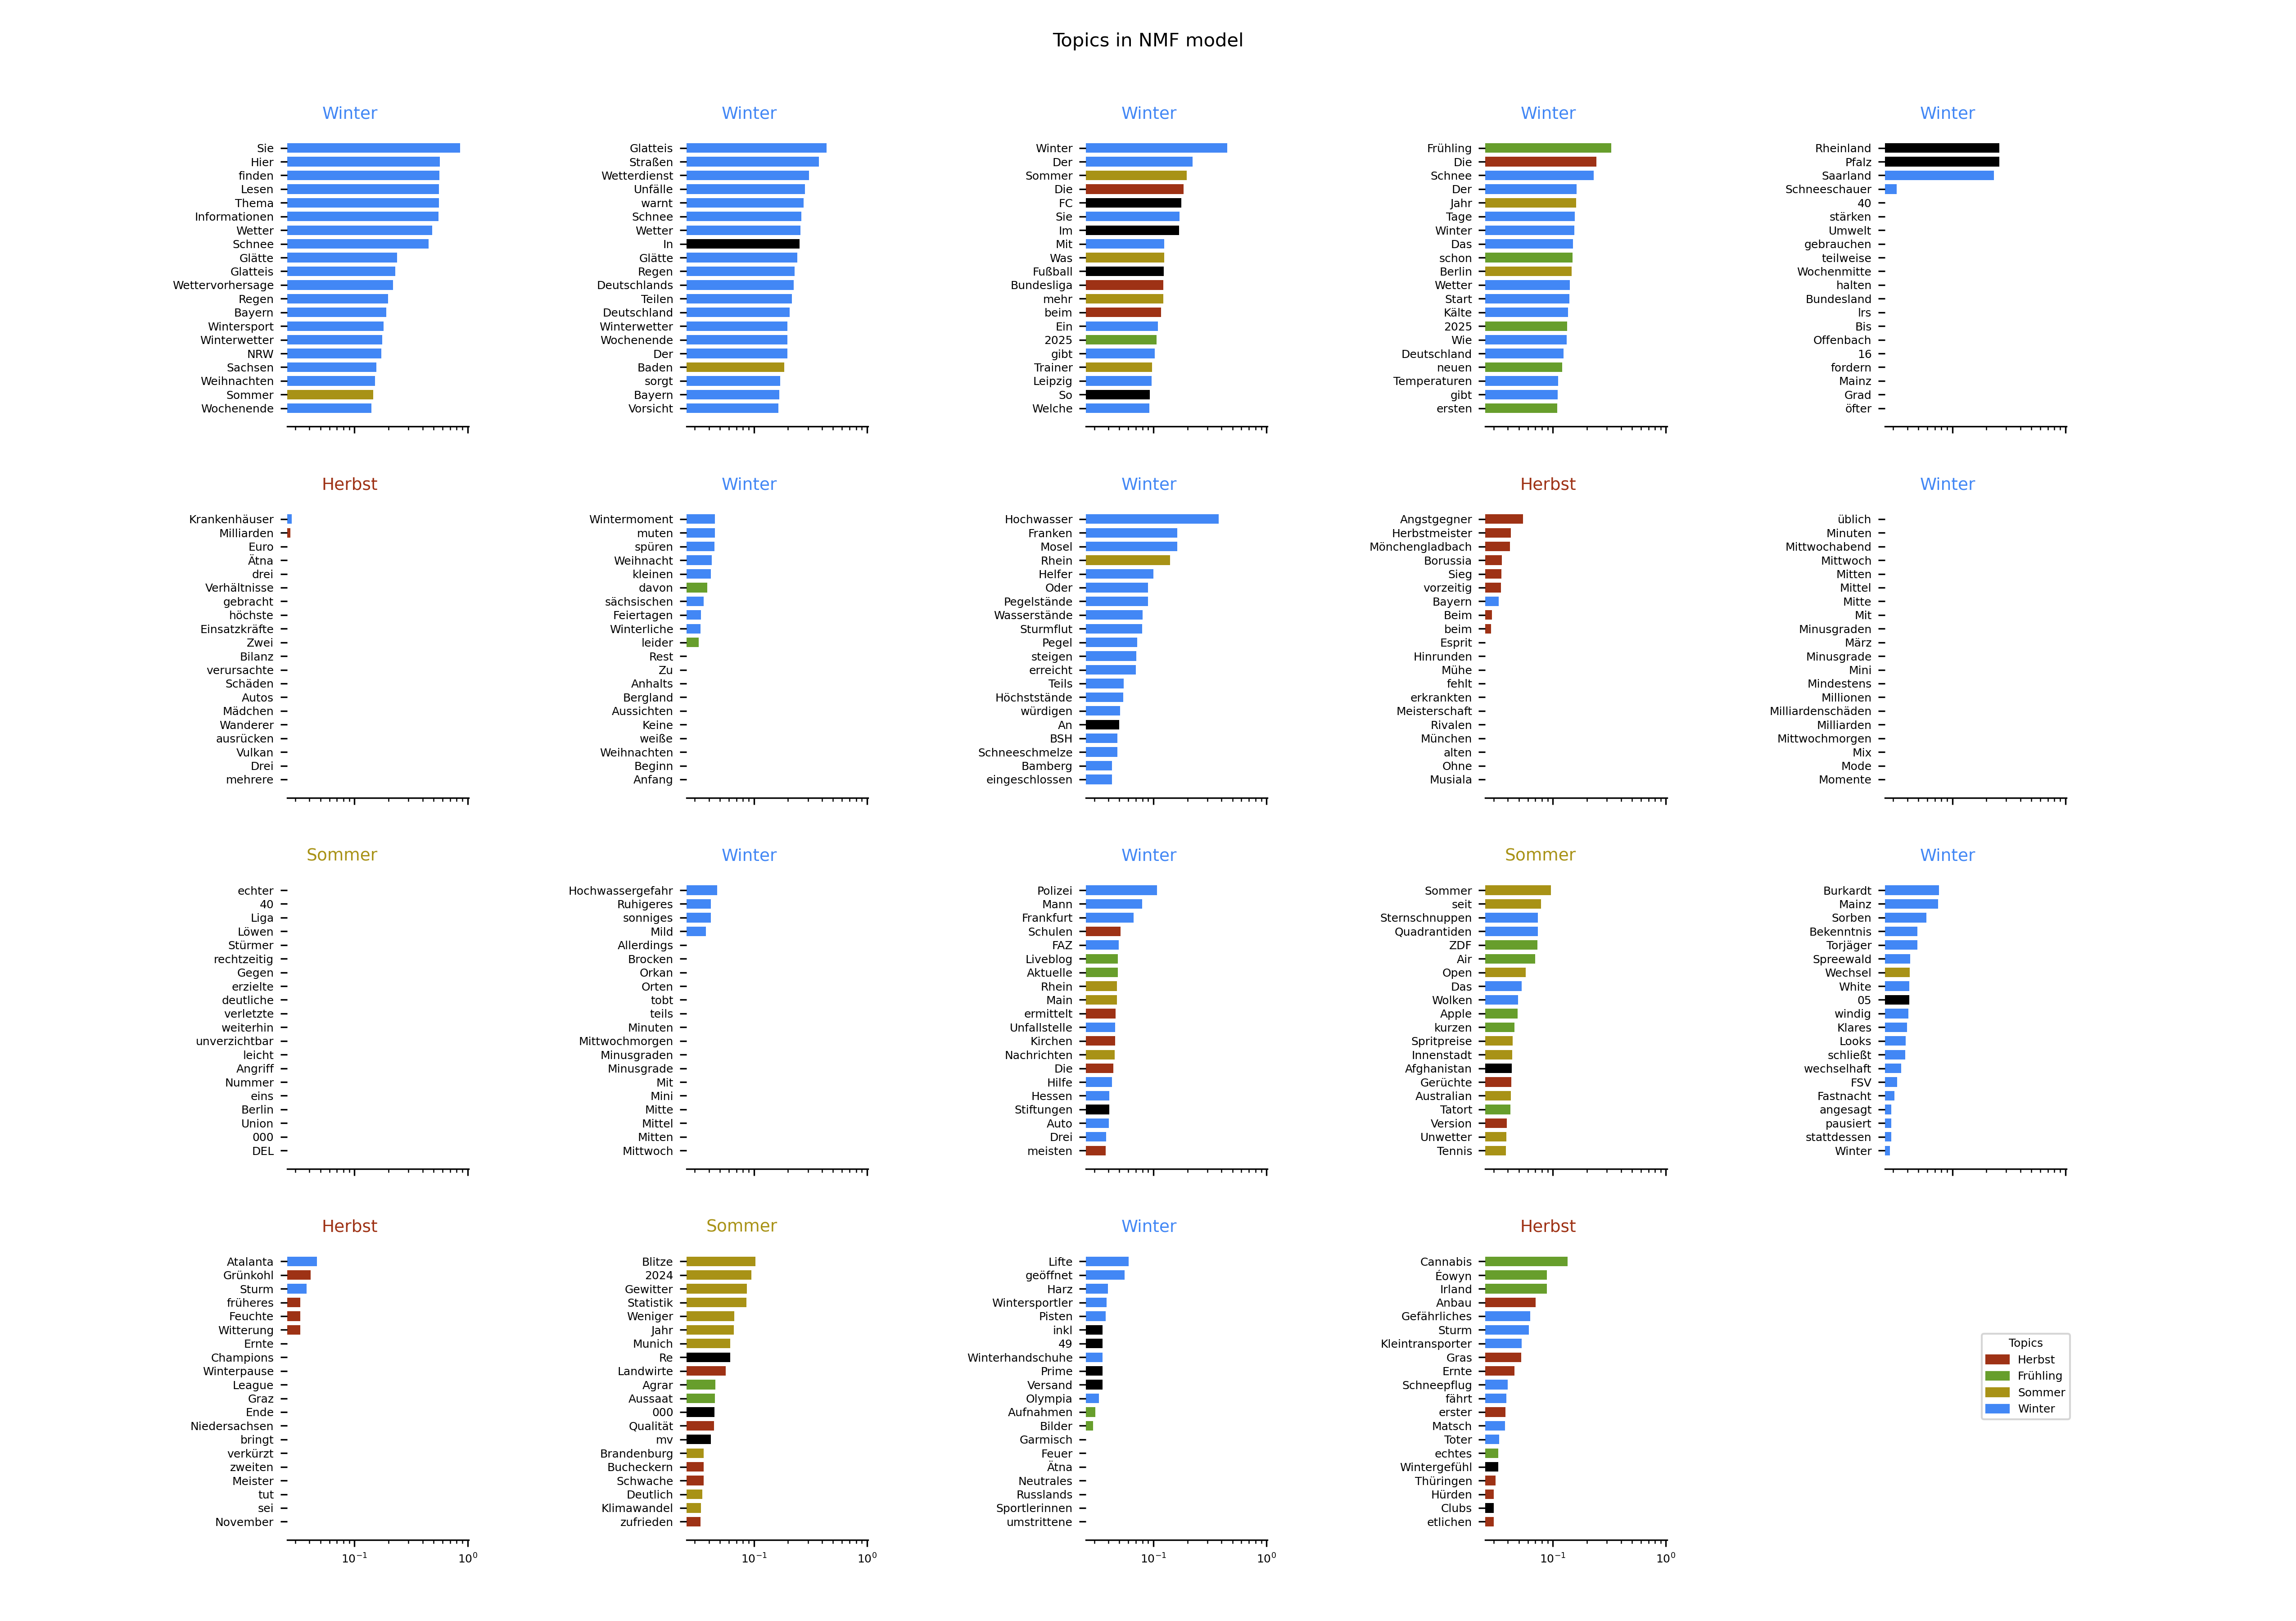 Topics in NMF model
Winter
Sie
Hier
finden
Lesen
Thema
Informationen
Wetter
Schnee
Glätte
Glatteis
Wettervorhersage
Regen
Bayern
Wintersport
Winterwetter
NRW
Sachsen
Weihnachten
Sommer
Wochenende
Winter
Glatteis
Straßen
Wetterdienst
Unfälle
warnt
Schnee
Wetter
In
Glätte
Regen
Deutschlands
Teilen
Deutschland
Winterwetter
Wochenende
Der
Baden
sorgt
Bayern
Vorsicht
Winter
Winter
Der
Sommer
Die
FC
Sie
Im
Mit
Was
Fußball
Bundesliga
mehr
beim
Ein
2025
gibt
Trainer
Leipzig
So
Welche
Winter
Frühling
Die
Schnee
Der
Jahr
Tage
Winter
Das
schon
Berlin
Wetter
Start
Kälte
2025
Wie
Deutschland
neuen
Temperaturen
gibt
ersten
Winter
Rheinland
Pfalz
Saarland
Schneeschauer
40
stärken
Umwelt
gebrauchen
teilweise
Wochenmitte
halten
Bundesland
Irs
Bis
Offenbach
16
fordern
Mainz
Grad
öfter
Herbst
Krankenhäuser
Milliarden
Euro
Ätna
drei
Verhältnisse
gebracht
höchste
Einsatzkräfte
Zwei
Bilanz
verursachte
Schäden
Autos
Mädchen
Wanderer
ausrücken
Vulkan
Drei
mehrere
Winter
Wintermoment
muten
spüren
Weihnacht
kleinen
davon
sächsischen
Feiertagen
Winterliche
leider
Rest
Zu
Anhalts
Bergland
Aussichten
Keine
weiße
Weihnachten
Beginn
Anfang
Winter
Hochwasser
Franken
Mosel
Rhein
Helfer
Oder
Pegelstände
Wasserstände
Sturmflut
Pegel
steigen
erreicht
Teils
Höchststände
würdigen
An
BSH
Schneeschmelze
Bamberg
eingeschlossen
Herbst
Angstgegner
Herbstmeister
Mönchengladbach
Borussia
Sieg
vorzeitig
Bayern
Beim
beim
Esprit
Hinrunden
Mühe
fehlt
erkrankten
Meisterschaft
Rivalen
München
alten
Ohne
Musiala
Winter
üblich
Minuten
Mittwochabend
Mittwoch
Mitten
Mittel
Mitte
Mit
Minusgraden
März
Minusgrade
Mini
Mindestens
Millionen
Milliardenschäden
Milliarden
Mittwochmorgen
Mix
Mode
Momente
Sommer
echter
40
Liga
Löwen
Stürmer
rechtzeitig
Gegen
erzielte
deutliche
verletzte
weiterhin
unverzichtbar
leicht
Angriff
Nummer
eins
Berlin
Union
000
DEL
Winter
Hochwassergefahr
Ruhigeres
sonniges
Mild
Allerdings
Brocken
Orkan
Orten
tobt
teils
Minuten
Mittwochmorgen
Minusgraden
Minusgrade
Mit
Mini
Mitte
Mittel
Mitten
Mittwoch
Winter
Polizei
Mann
Frankfurt
Schulen
FAZ
Liveblog
Aktuelle
Rhein
Main
ermittelt
Unfallstelle
Kirchen
Nachrichten
Die
Hilfe
Hessen
Stiftungen
Auto
Drei
meisten
Sommer
Sommer
seit
Sternschnuppen
Quadrantiden
ZDF
Air
Open
Das
Wolken
Apple
kurzen
Spritpreise
Innenstadt
Afghanistan
Gerüchte
Australian
Tatort
Version
Unwetter
Tennis
Winter
Burkardt
Mainz
Sorben
Bekenntnis
Torjäger
Spreewald
Wechsel
White
05
windig
Klares
Looks
schließt
wechselhaft
FSV
Fastnacht
angesagt
pausiert
stattdessen
Winter
Herbst
Atalanta
Grünkohl
Sturm
früheres
Feuchte
Witterung
Ernte
Champions
Winterpause
League
Graz
Ende
Niedersachsen
bringt
verkürzt
zweiten
Meister
tut
sei
November
10⁻¹ 10⁰
Sommer
Blitze
2024
Gewitter
Statistik
Weniger
Jahr
Munich
Re
Landwirte
Agrar
Aussaat
000
Qualität
mv
Brandenburg
Bucheckern
Schwache
Deutlich
Klimawandel
zufrieden
10⁻¹ 10⁰
Winter
Lifte
geöffnet
Harz
Wintersportler
Pisten
inkl
49
Winterhandschuhe
Prime
Versand
Olympia
Aufnahmen
Bilder
Garmisch
Feuer
Ätna
Neutrales
Russlands
Sportlerinnen
umstrittene
10⁻¹ 10⁰
Herbst
Cannabis
Éowyn
Irland
Anbau
Gefährliches
Sturm
Kleintransporter
Gras
Ernte
Schneepflug
fährt
erster
Matsch
Toter
echtes
Wintergefühl
Thüringen
Hürden
Clubs
etlichen
10⁻¹ 10⁰
Topics
Herbst
Frühling
Sommer
Winter